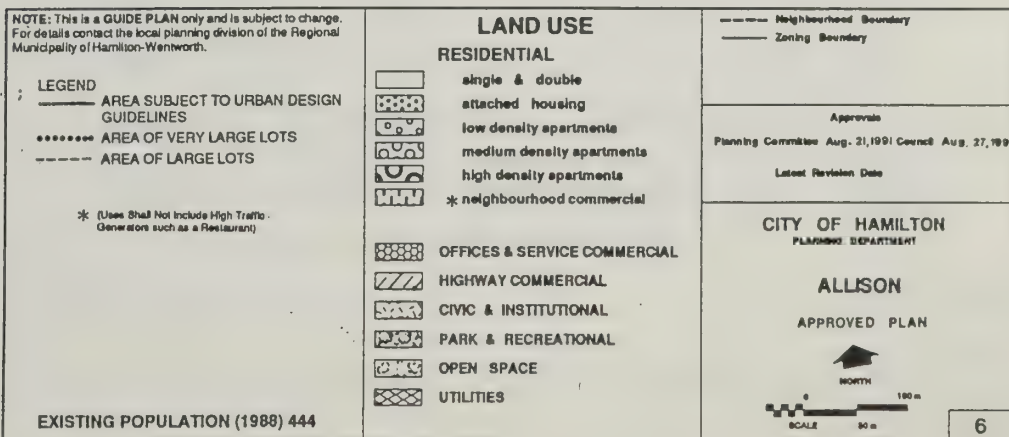 NOTE: This is a GUIDE PLAN only and is subject to change.
For details contact the local planning division of the Regional
Municipality of Hamilton-Wentworth.
LEGEND
AREA SUBJECT TO URBAN DESIGN
GUIDELINES
AREA OF VERY LARGE LOTS
AREA OF LARGE LOTS
* (Uses Shall Not Include High Traffic
Generators such as a Restaurant)
EXISTING POPULATION (1988) 444
LAND USE
RESIDENTIAL
single & double
attached housing
low density apartments
medium density apartments
high density apartments
* neighbourhood commercial
OFFICES & SERVICE COMMERCIAL
HIGHWAY COMMERCIAL
CIVIC & INSTITUTIONAL
PARK & RECREATIONAL
OPEN SPACE
UTILITIES
Neighbourhood Boundary
Zoning Boundary
Approvals
Planning Committee Aug. 21,1991 Council Aug. 27,199
Latest Revision Date
CITY OF HAMILTON
PLANNING DEPARTMENT
ALLISON
APPROVED PLAN
NORTH
0 100 m
SCALE 50 m
6